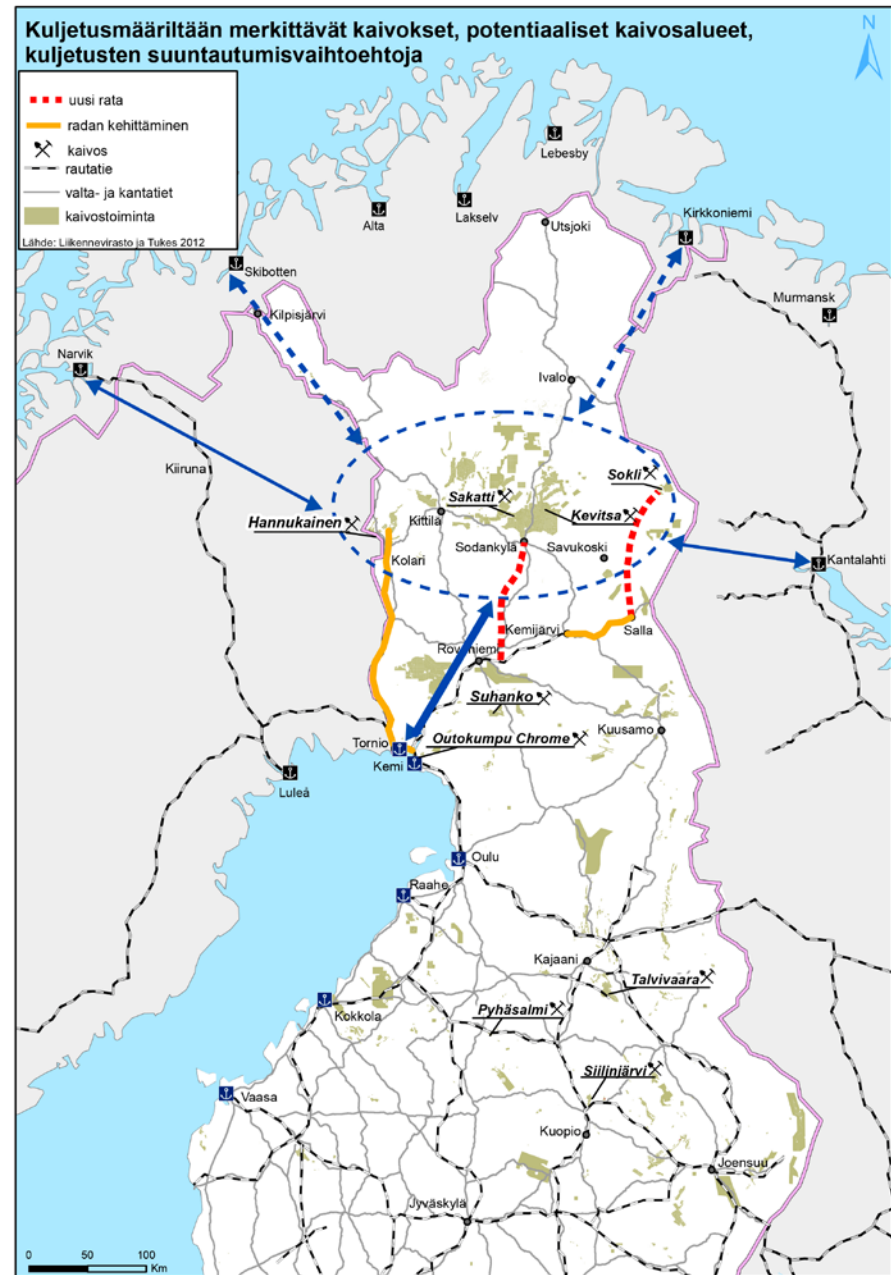 Kuljetusmääriltään merkittävät kaivokset, potentiaaliset kaivosalueet,
kuljetusten suuntautumisvaihtoehtoja
N
uusi rata
radan kehittäminen
kaivos
rautatie
valta- ja kantatiet
kaivostoiminta
Lähde: Liikennevirasto ja Tukes 2012
Lebesby
Alta
Lakselv
Utsjoki
Kirkkoniemi
Skibotten
Kilpisjärvi
Murmansk
Narvik
Ivalo
Kiiruna
Sokli
Sakatti
Kevitsa
Hannukainen
Kittilä
Kolari
Sodankylä
Savukoski
Kantalahti
Kemijärvi
Salla
Rovaniemi
Suhanko
Kuusamo
Tornio
Outokumpu Chrome
Kemi
Luleå
Oulu
Raahe
Kajaani
Talvivaara
Kokkola
Pyhäsalmi
Siilinjärvi
Vaasa
Kuopio
Joensuu
Jyväskylä
0 50 100
Km